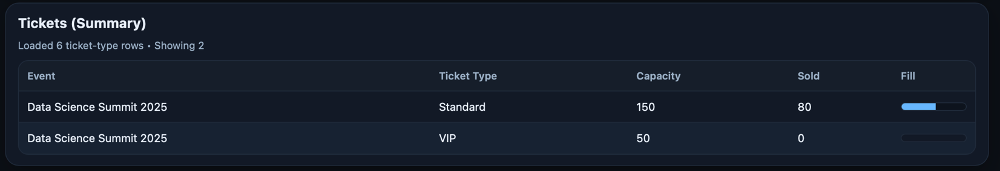 Tickets (Summary)
Loaded 6 ticket-type rows • Showing 2
Event Ticket Type Capacity Sold Fill
Data Science Summit 2025 Standard 150 80
Data Science Summit 2025 VIP 50 0